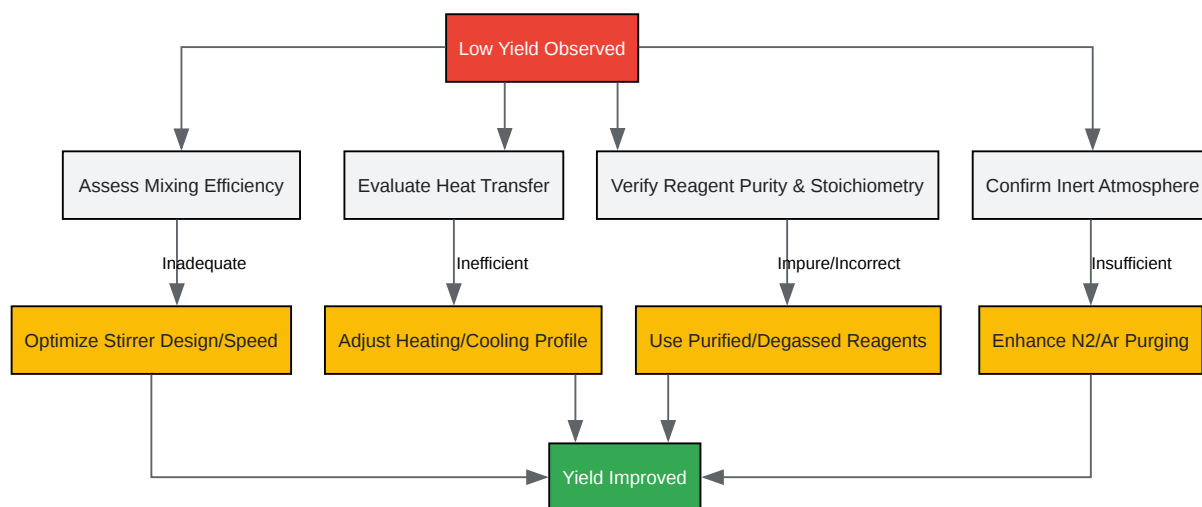 Low Yield Observed
Assess Mixing Efficiency
Evaluate Heat Transfer
Verify Reagent Purity & Stoichiometry
Confirm Inert Atmosphere
Inadequate
Inefficient
Impure/Incorrect
Insufficient
Optimize Stirrer Design/Speed
Adjust Heating/Cooling Profile
Use Purified/Degassed Reagents
Enhance N2/Ar Purging
Yield Improved